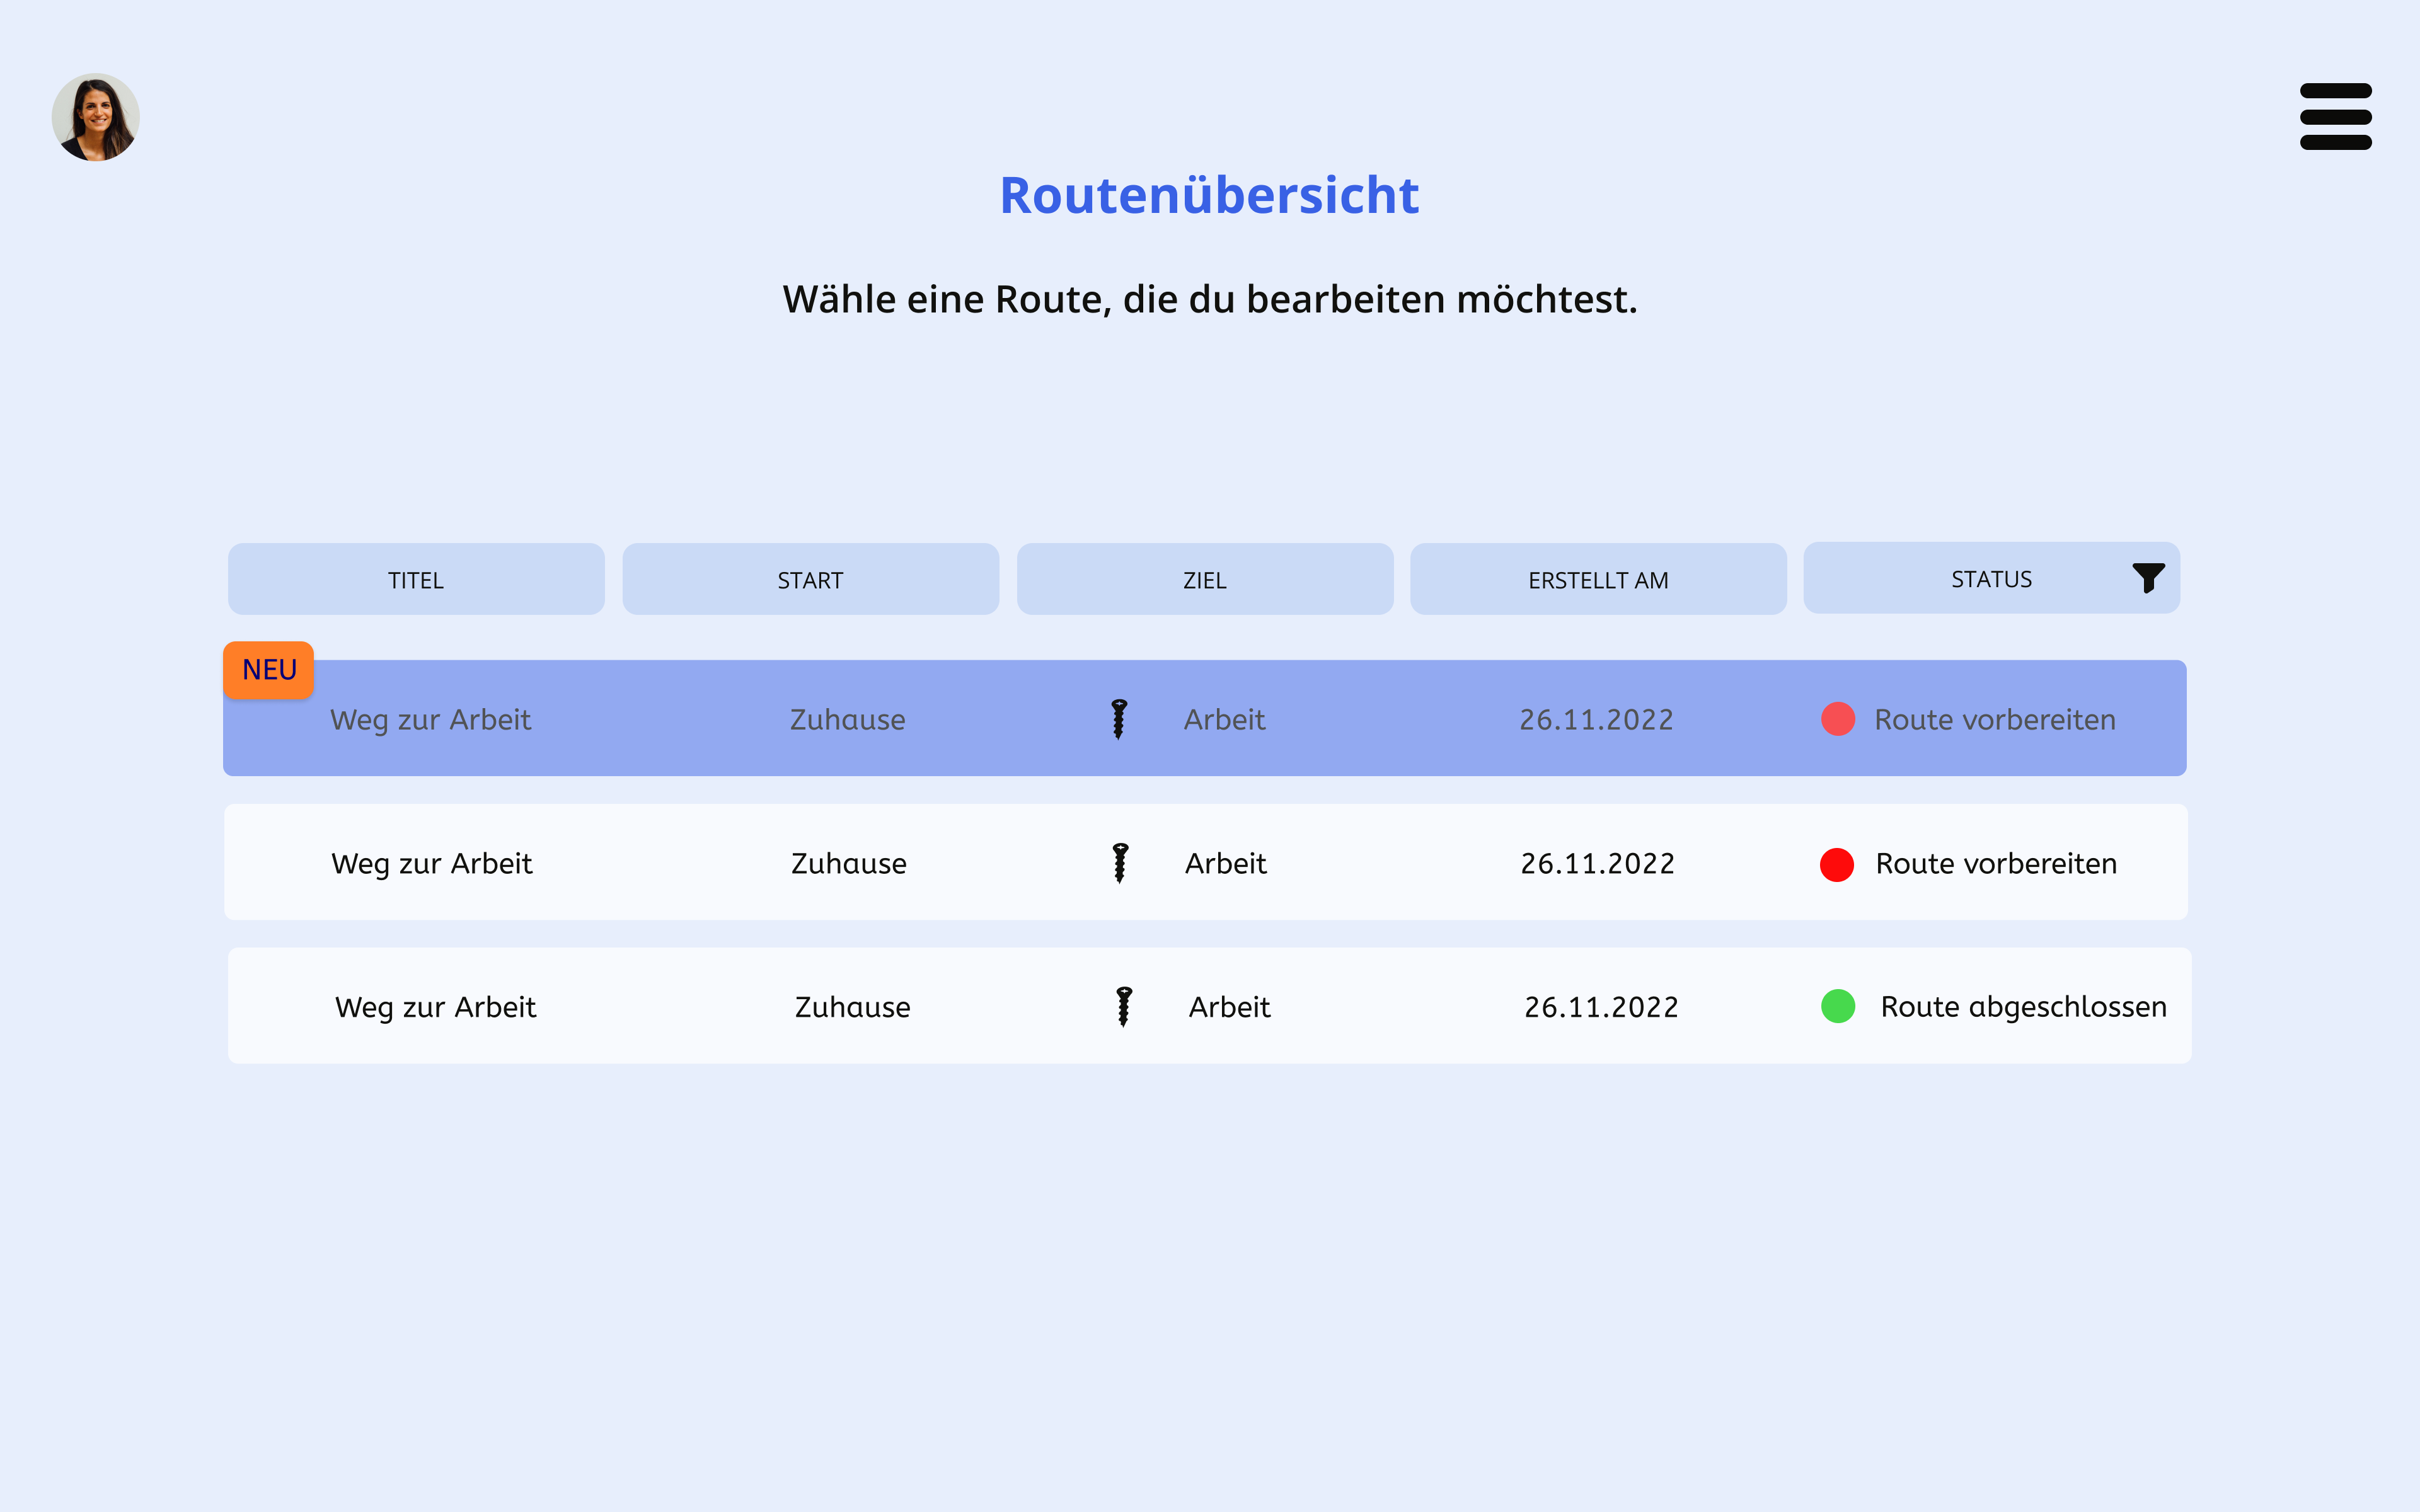 Routenübersicht
Wähle eine Route, die du bearbeiten möchtest.
TITEL START ZIEL ERSTELLT AM STATUS
NEU
Weg zur Arbeit Zuhause Arbeit 26.11.2022 Route vorbereiten
Weg zur Arbeit Zuhause Arbeit 26.11.2022 Route vorbereiten
Weg zur Arbeit Zuhause Arbeit 26.11.2022 Route abgeschlossen